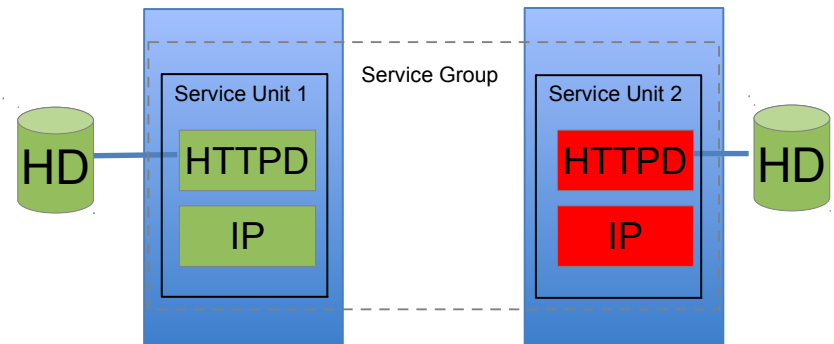 Service Group
Service Unit 1
Service Unit 2
HD
HTTPD
HTTPD
HD
IP
IP